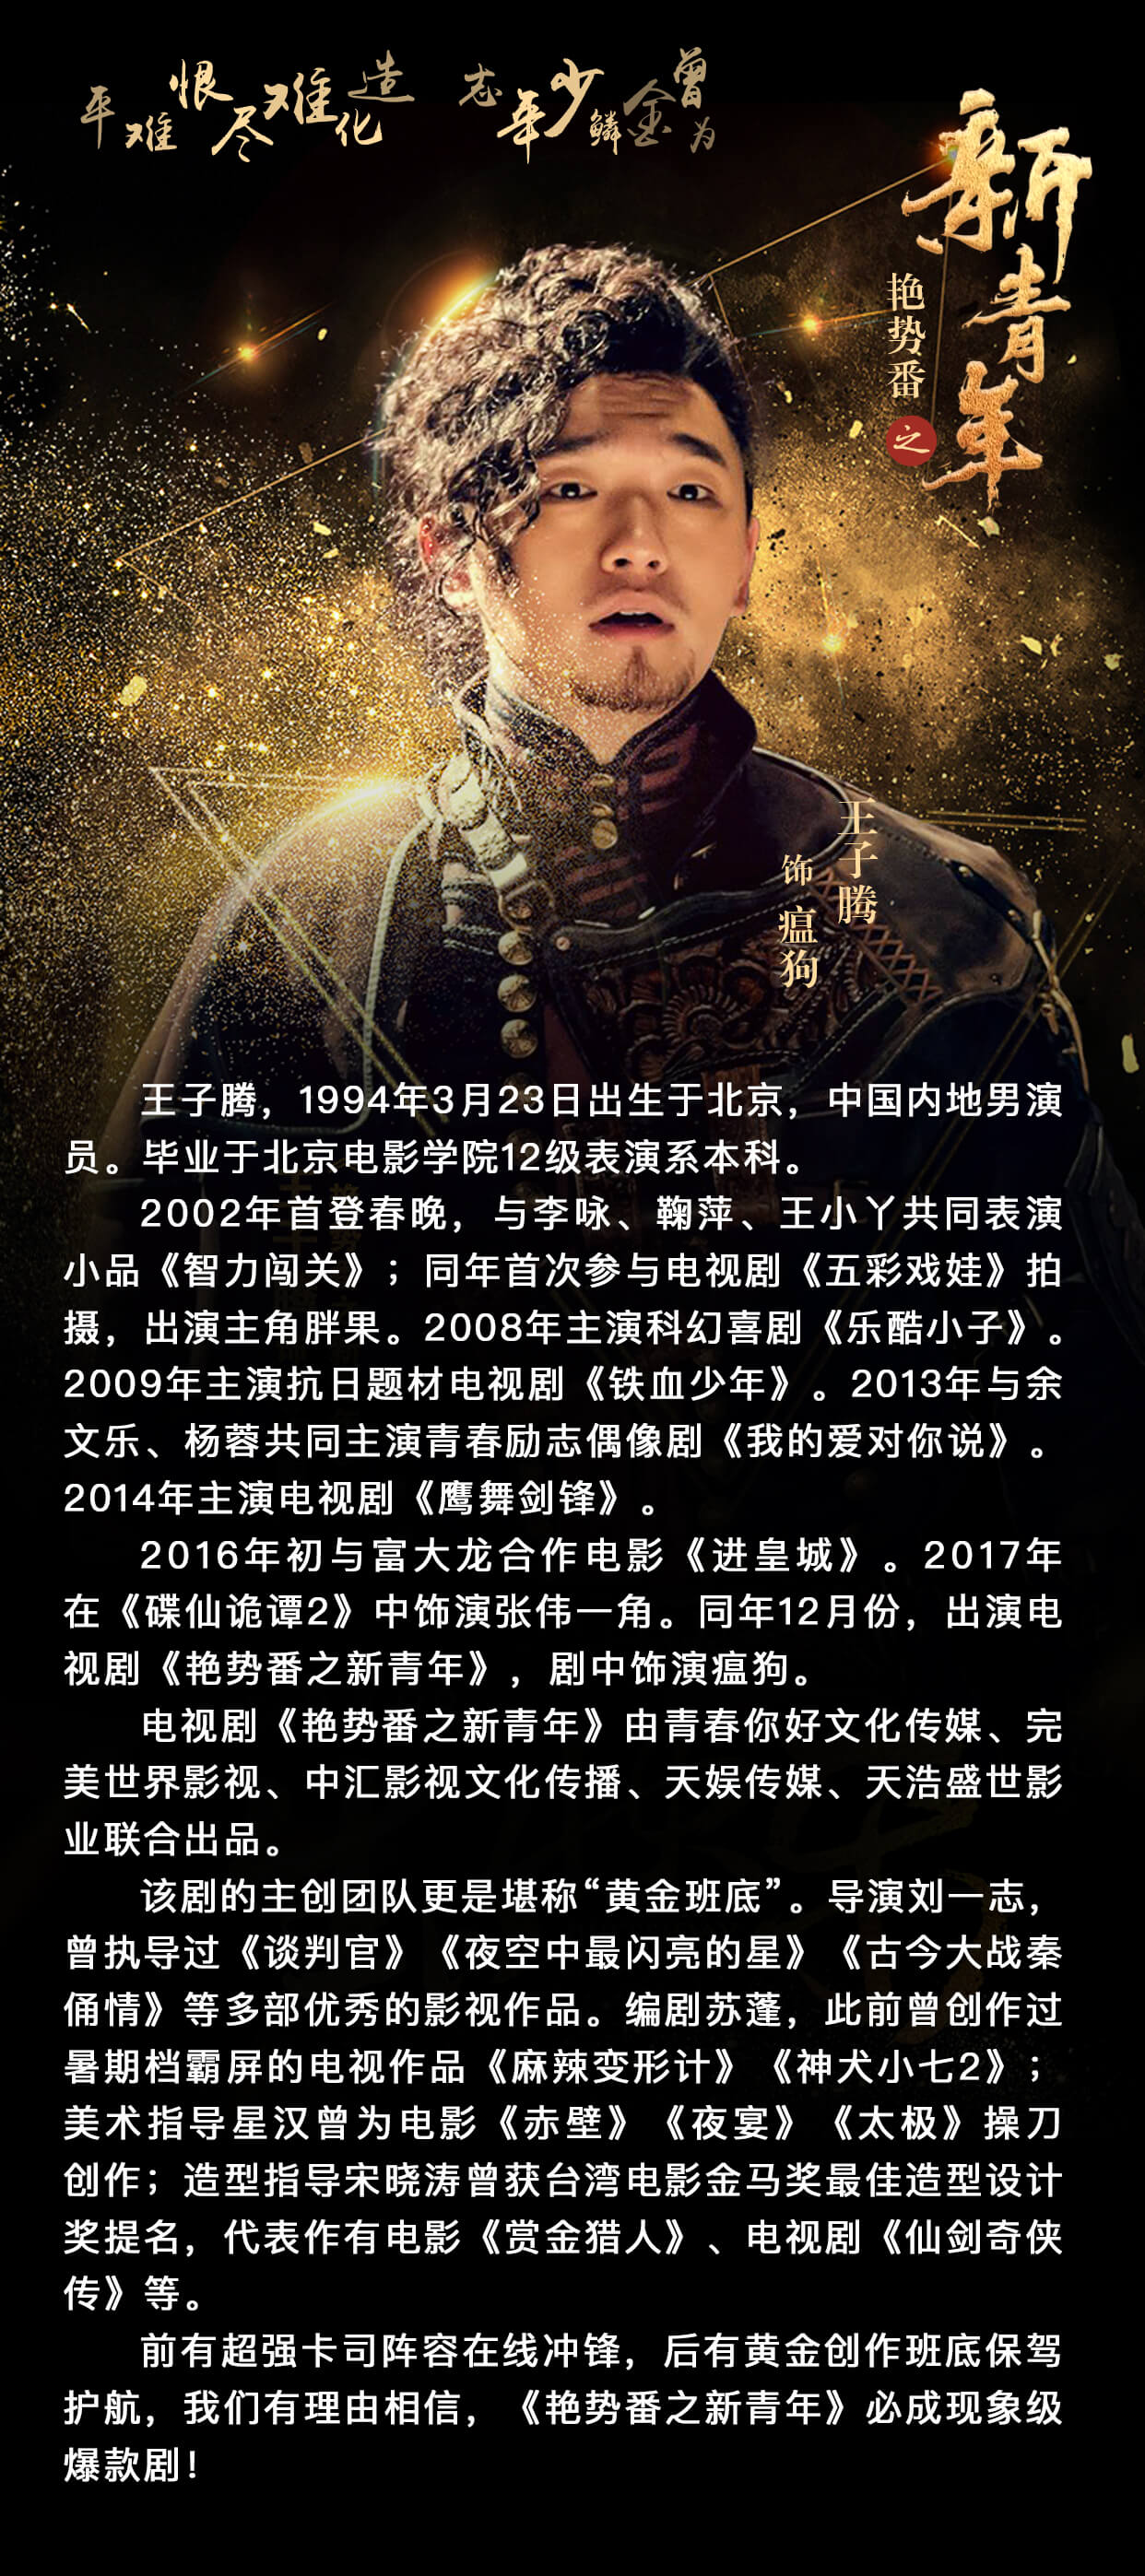 曾为金鳞少年志 造化难尽恨难平
新青年
艳势番
之
王子腾
饰 瘟狗
王子腾，1994年3月23日出生于北京，中国内地男演
员。毕业于北京电影学院12级表演系本科。
2002年首登春晚，与李咏、鞠萍、王小丫共同表演
小品《智力闯关》；同年首次参与电视剧《五彩戏娃》拍
摄，出演主角胖果。2008年主演科幻喜剧《乐酷小子》。
2009年主演抗日题材电视剧《铁血少年》。2013年与余
文乐、杨蓉共同主演青春励志偶像剧《我的爱对你说》。
2014年主演电视剧《鹰舞剑锋》。
2016年初与富大龙合作电影《进皇城》。2017年
在《碟仙诡谭2》中饰演张伟一角。同年12月份，出演电
视剧《艳势番之新青年》，剧中饰演瘟狗。
电视剧《艳势番之新青年》由青春你好文化传媒、完
美世界影视、中汇影视文化传播、天娱传媒、天浩盛世影
业联合出品。
该剧的主创团队更是堪称“黄金班底”。导演刘一志，
曾执导过《谈判官》《夜空中最闪亮的星》《古今大战秦
俑情》等多部优秀的影视作品。编剧苏蓬，此前曾创作过
暑期档霸屏的电视作品《麻辣变形计》《神犬小七2》；
美术指导星汉曾为电影《赤壁》《夜宴》《太极》操刀
创作；造型指导宋晓涛曾获台湾电影金马奖最佳造型设计
奖提名，代表作有电影《赏金猎人》、电视剧《仙剑奇侠
传》等。
前有超强卡司阵容在线冲锋，后有黄金创作班底保驾
护航，我们有理由相信，《艳势番之新青年》必成现象级
爆款剧！